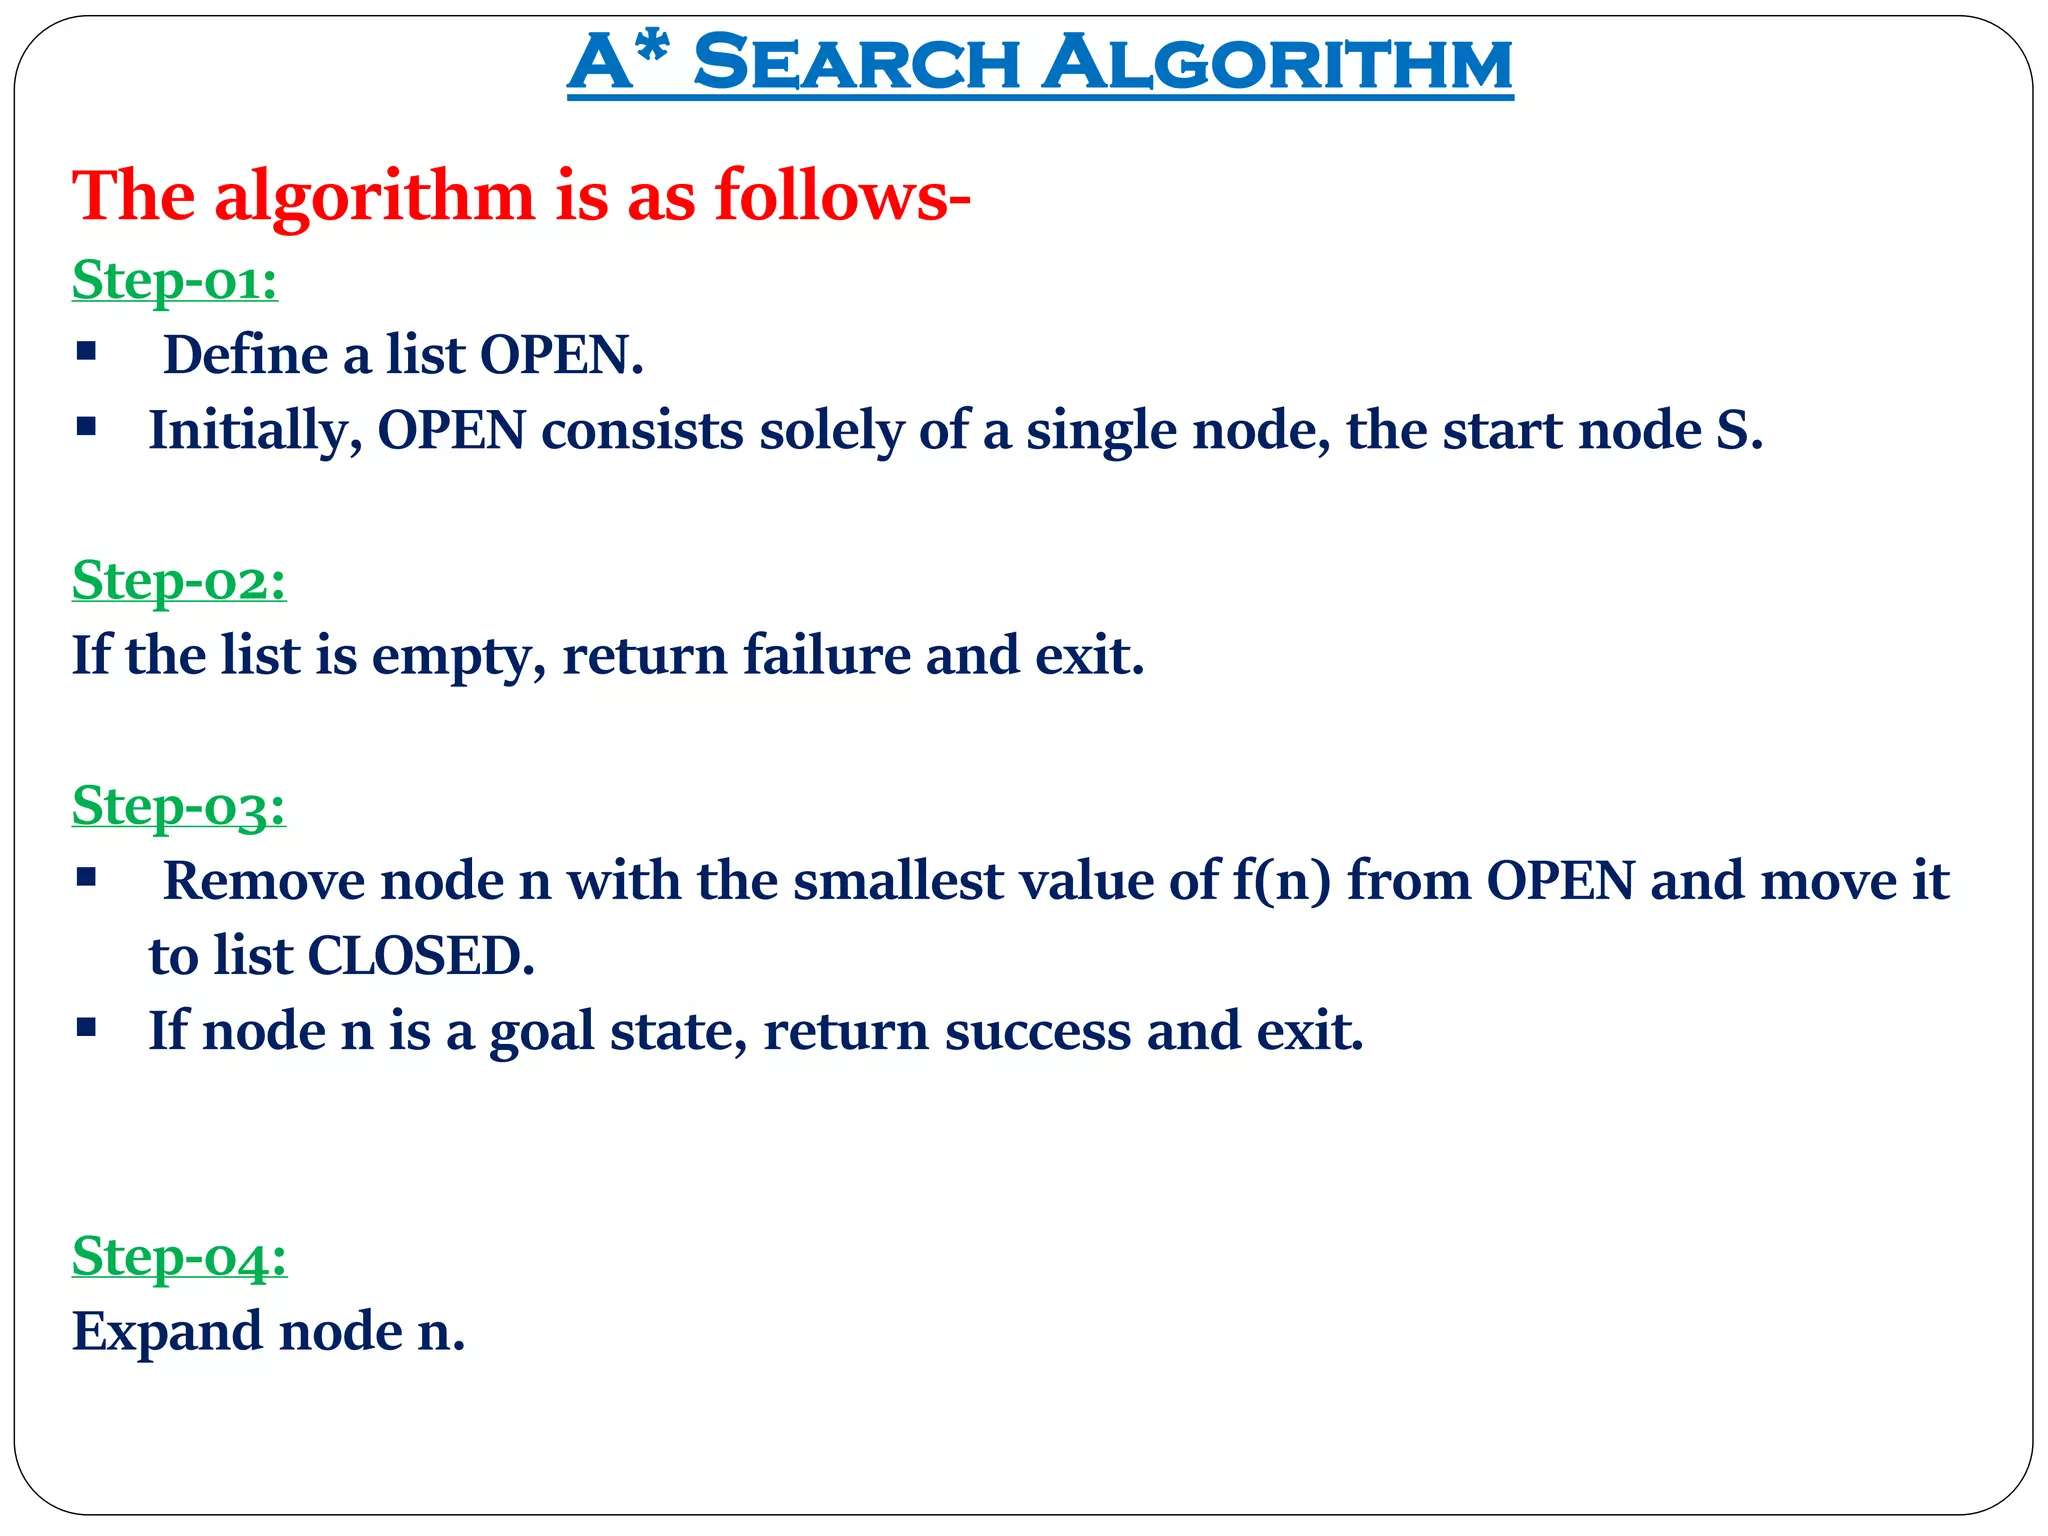 A* Search Algorithm
The algorithm is as follows-
Step-01:
▪ Define a list OPEN.
▪ Initially, OPEN consists solely of a single node, the start node S.
Step-02:
If the list is empty, return failure and exit.
Step-03:
▪ Remove node n with the smallest value of f(n) from OPEN and move it
to list CLOSED.
▪ If node n is a goal state, return success and exit.
Step-04:
Expand node n.